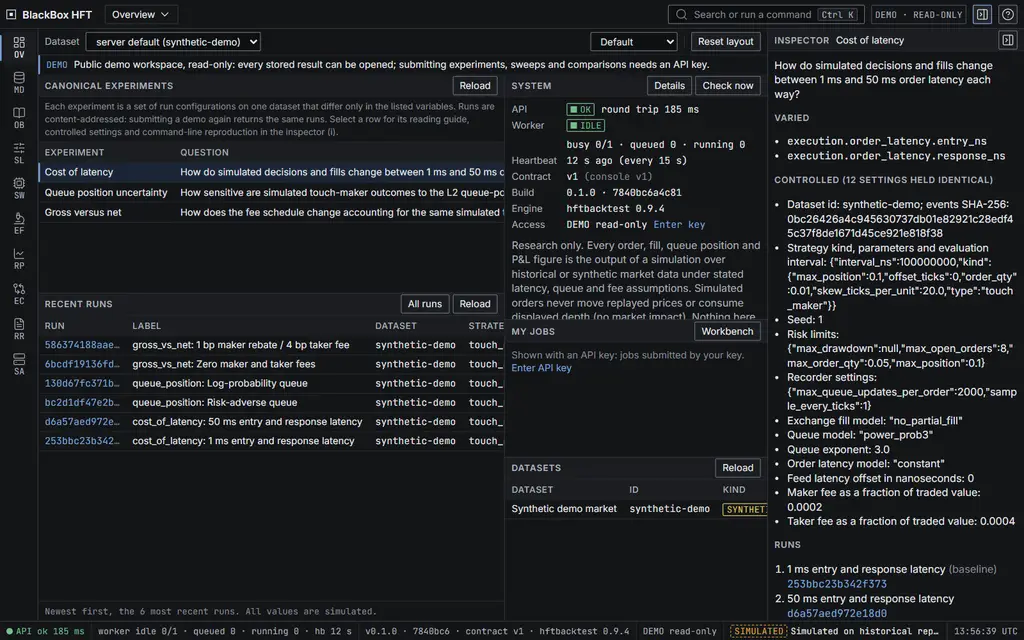 BlackBox HFT
Overview
Search or run a command Ctrl K
DEMO · READ-ONLY
Dataset server default (synthetic-demo)
Default
Reset layout
DEMO Public demo workspace, read-only: every stored result can be opened; submitting experiments, sweeps and comparisons needs an API key.
OV
MD
OB
SL
SW
EF
RP
EC
RR
SA
CANONICAL EXPERIMENTS
Reload
Each experiment is a set of run configurations on one dataset that differ only in the listed variables. Runs are
content-addressed: submitting a demo again returns the same runs. Select a row for its reading guide,
controlled settings and command-line reproduction in the inspector (i).
EXPERIMENT QUESTION
Cost of latency How do simulated decisions and fills change between 1 ms and 50 ms o
Queue position uncertainty How sensitive are simulated touch-maker outcomes to the L2 queue-po
Gross versus net How does the fee schedule change accounting for the same simulated
RECENT RUNS
All runs
Reload
RUN LABEL DATASET STRATE
586374188aae… gross_vs_net: 1 bp maker rebate / 4 bp taker fee synthetic-demo touch_
6bcdf19136fd… gross_vs_net: Zero maker and taker fees synthetic-demo touch_
130d67fc371b… queue_position: Log-probability queue synthetic-demo touch_
bc2d1df47e2b… queue_position: Risk-adverse queue synthetic-demo touch_
d6a57aed972e… cost_of_latency: 50 ms entry and response latency synthetic-demo touch_
253bbc23b342… cost_of_latency: 1 ms entry and response latency synthetic-demo touch_
Newest first, the 6 most recent runs. All values are simulated.
SYSTEM
Details
Check now
API OK round trip 185 ms
Worker IDLE
busy 0/1 · queued 0 · running 0
Heartbeat 12 s ago (every 15 s)
Contract v1 (console v1)
Build 0.1.0 · 7840bc6a4c81
Engine hftbacktest 0.9.4
Access DEMO read-only Enter key
Research only. Every order, fill, queue position and
P&L figure is the output of a simulation over
historical or synthetic market data under stated
latency, queue and fee assumptions. Simulated
orders never move replayed prices or consume
displayed depth (no market impact). Nothing here
MY JOBS
Workbench
Shown with an API key: jobs submitted by your key.
Enter API key
DATASETS
Reload
DATASET ID KIND
Synthetic demo market synthetic-demo SYNTHETI
INSPECTOR Cost of latency
How do simulated decisions and fills change
between 1 ms and 50 ms order latency each
way?
VARIED
• execution.order_latency.entry_ns
• execution.order_latency.response_ns
CONTROLLED (12 SETTINGS HELD IDENTICAL)
• Dataset id: synthetic-demo; events SHA-256:
0bc26426a4c945630737db01e82921c28edf4
5c37f8de1671d45ce921e818f38
• Strategy kind, parameters and evaluation
interval: {"interval_ns":100000000,"kind":
{"max_position":0.1,"offset_ticks":0,"order_qty"
:0.01,"skew_ticks_per_unit":20.0,"type":"touch
_maker"}}
• Seed: 1
• Risk limits:
{"max_drawdown":null,"max_open_orders":8,"
max_order_qty":0.05,"max_position":0.1}
• Recorder settings:
{"max_queue_updates_per_order":2000,"samp
le_every_ticks":1}
• Exchange fill model: "no_partial_fill"
• Queue model: "power_prob3"
• Queue exponent: 3.0
• Order latency model: "constant"
• Feed latency offset in nanoseconds: 0
• Maker fee as a fraction of traded value:
0.0002
• Taker fee as a fraction of traded value: 0.0004
RUNS
1. 1 ms entry and response latency (baseline)
253bbc23b342f373
2. 50 ms entry and response latency
d6a57aed972e18d0
API ok 185 ms worker idle 0/1 · queued 0 · running 0 · hb 12 s v0.1.0 · 7840bc6 · contract v1 · hftbacktest 0.9.4 DEMO read-only SIMULATED Simulated on historical rep… 13:56:39 UTC